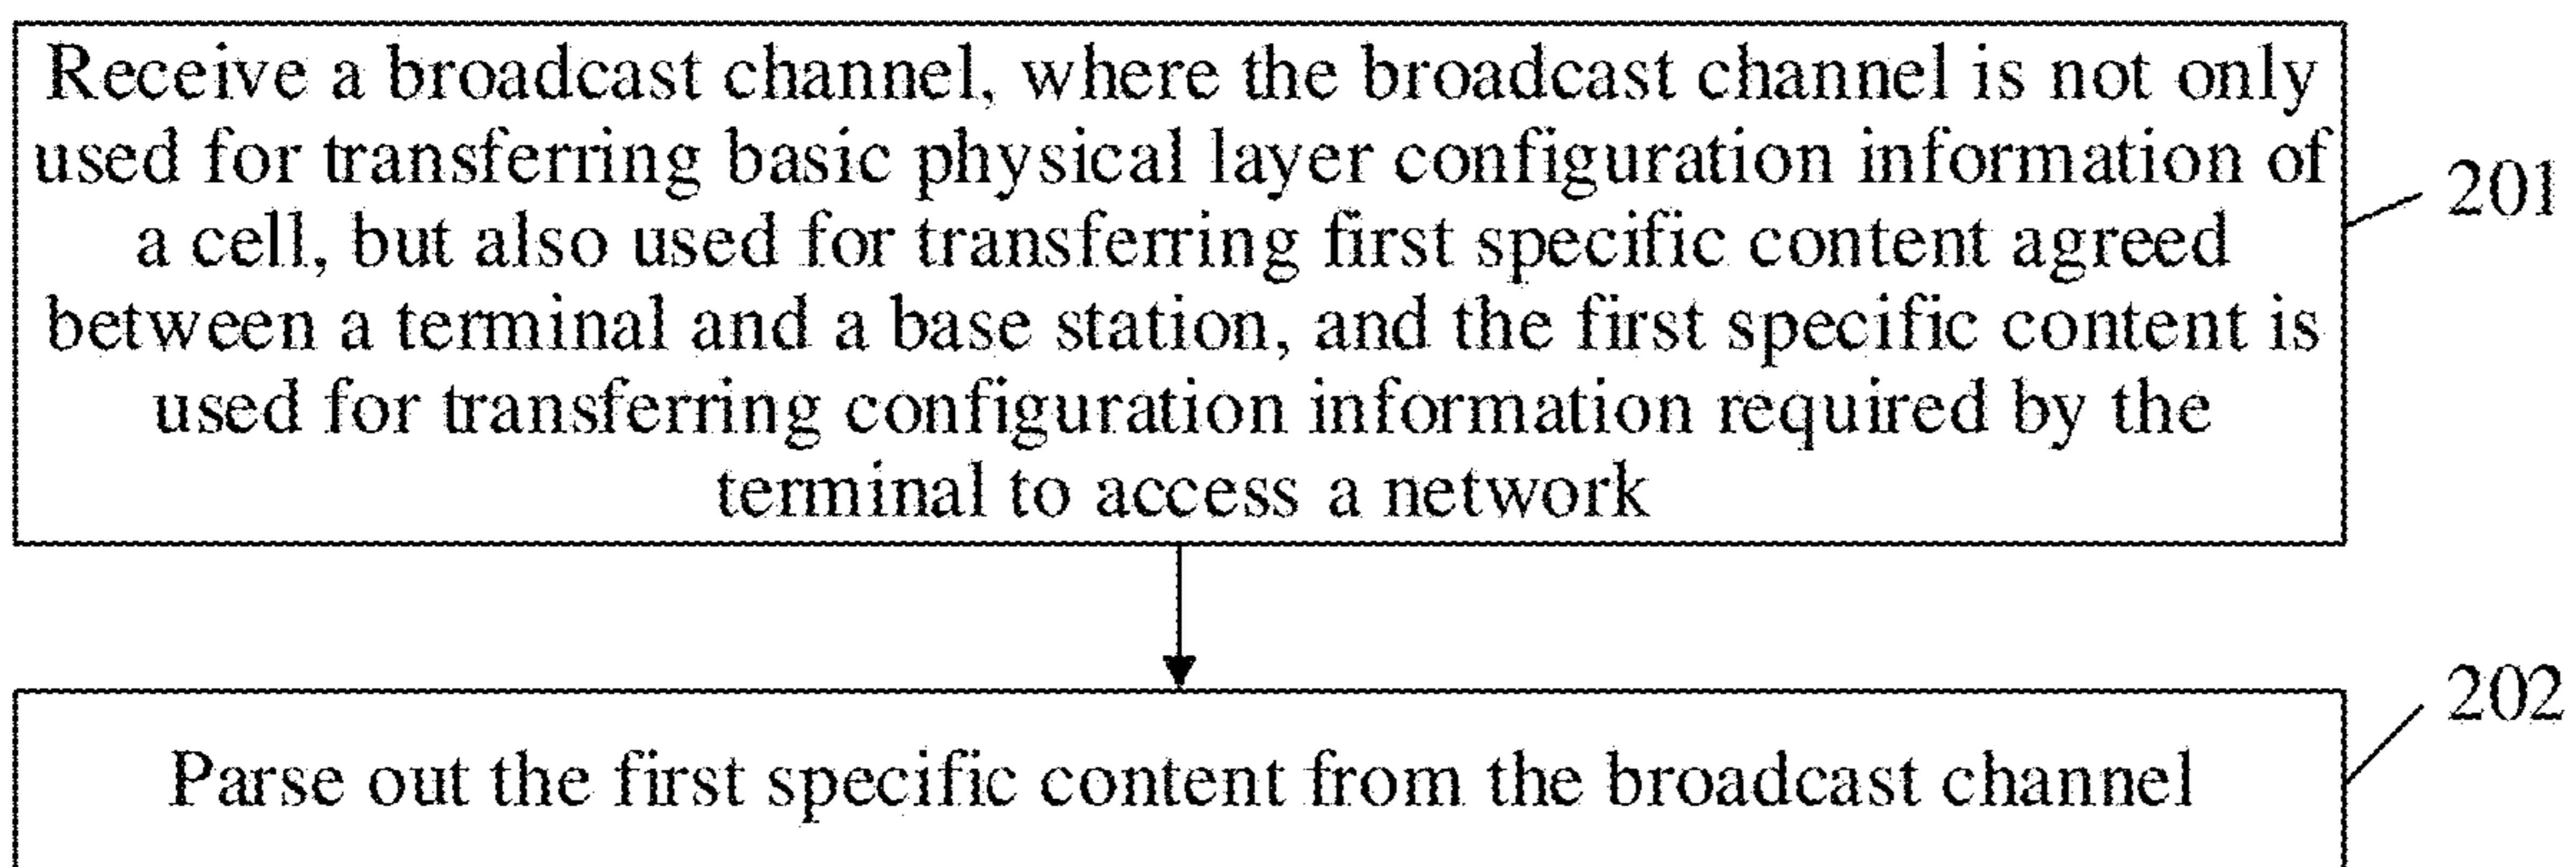 Receive a broadcast channel, where the broadcast channel is not only
used for transferring basic physical layer configuration information of
a cell, but also used for transferring first specific content agreed
between a terminal and a base station, and the first specific content is
used for transferring configuration information required by the
terminal to access a network
201
202
Parse out the first specific content from the broadcast channel